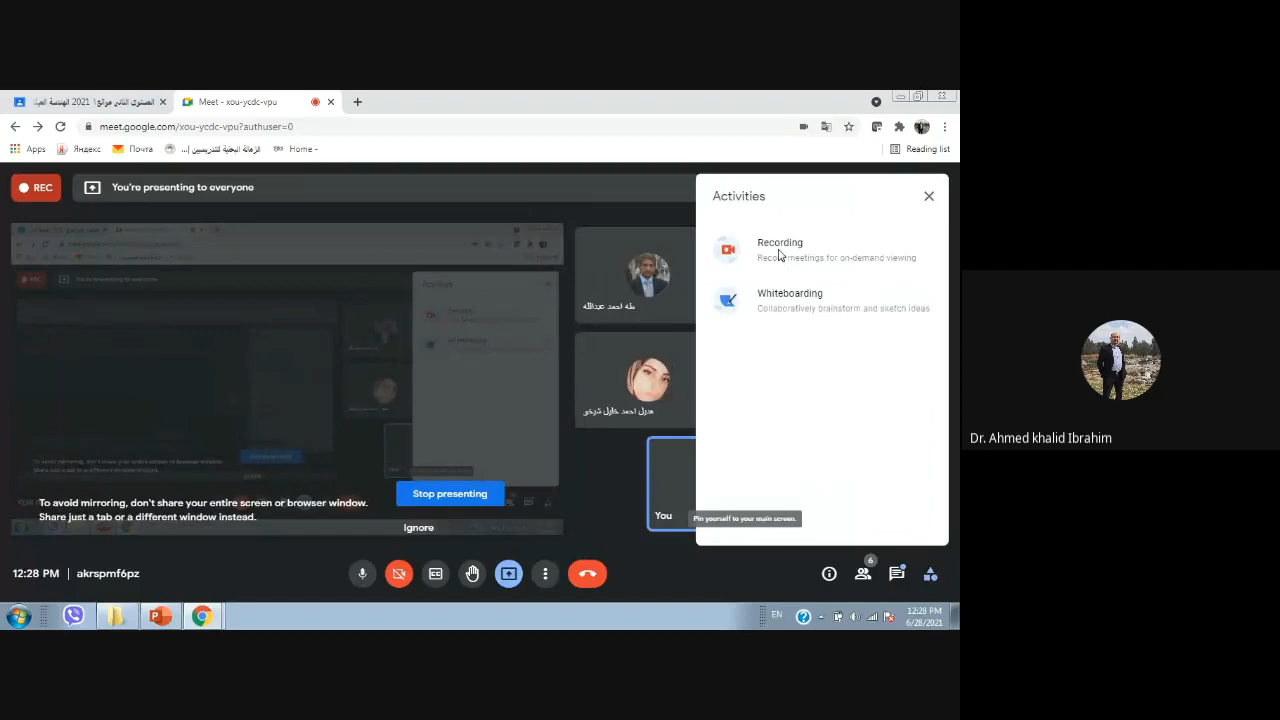 المستوى الثاني موقع ا 2021 الهندسة المي
Meet - xou-ycdc-vpu
meet.google.com/xou-ycdc-vpu?authuser=0
Apps
Яндекс
Почта
... الزمالة البحثية للتدريسيين
Home -
Reading list
REC
You're presenting to everyone
Activities
Recording
Record meetings for on-demand viewing
Whiteboarding
Collaboratively brainstorm and sketch ideas
طه احمد عبدالله
هديل احمد
You
Pin yourself to your main screen.
To avoid mirroring, don't share your entire screen or browser window.
Share just a tab or a different window instead.
Stop presenting
Ignore
Dr. Ahmed khalid Ibrahim
12:28 PM | akrspmf6pz
6
EN
12:28 PM
6/28/2021